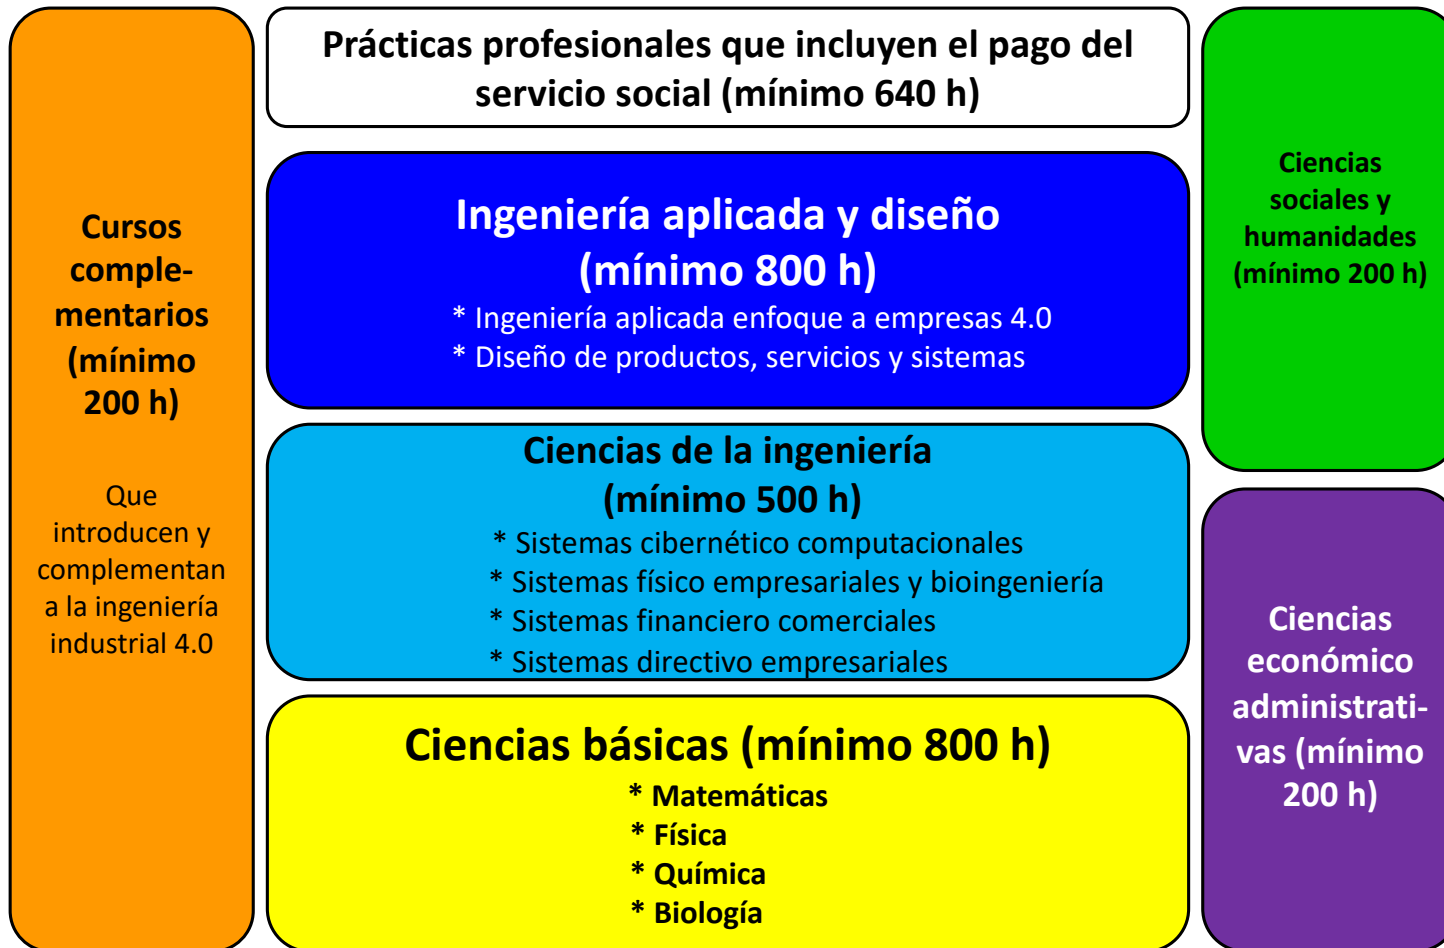 Prácticas profesionales que incluyen el pago del
servicio social (mínimo 640 h)
Cursos
comple-
mentarios
(mínimo
200 h)
Que
introducen y
complementan
a la ingeniería
industrial 4.0
Ingeniería aplicada y diseño
(mínimo 800 h)
* Ingeniería aplicada enfoque a empresas 4.0
* Diseño de productos, servicios y sistemas
Ciencias de la ingeniería
(mínimo 500 h)
* Sistemas cibernético computacionales
* Sistemas físico empresariales y bioingeniería
* Sistemas financiero comerciales
* Sistemas directivo empresariales
Ciencias básicas (mínimo 800 h)
* Matemáticas
* Física
* Química
* Biología
Ciencias
sociales y
humanidades
(mínimo 200 h)
Ciencias
económico
administrati-
vas (mínimo
200 h)